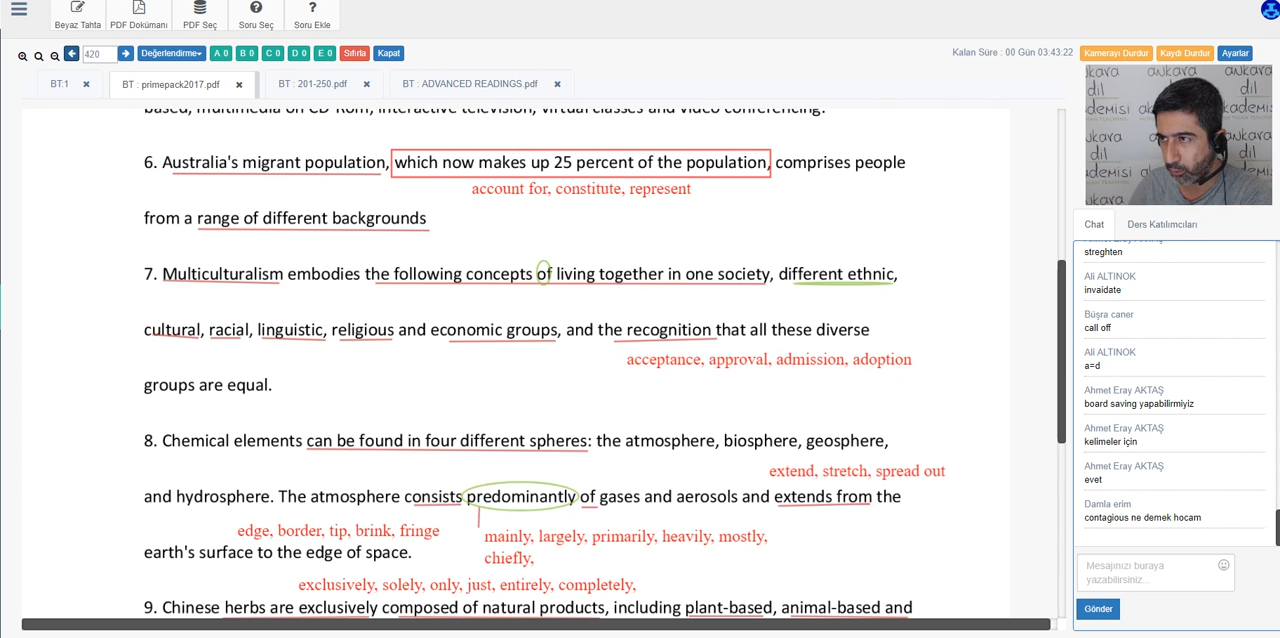 Beyaz Tahta PDF Dokümanı PDF Seç Soru Seç Soru Ekle
420 Değerlendirme A 0 B 0 C 0 D 0 E 0 Sıfırla Kapat
Kalan Süre : 00 Gün 03:43:22 Kamerayı Durdur Kaydı Durdur Ayarlar
BT:1 BT : primepack2017.pdf BT : 201-250.pdf BT : ADVANCED READINGS.pdf
based, multimedia on CD-Rom, interactive television, virtual classes and video conferencing.
6. Australia's migrant population, which now makes up 25 percent of the population, comprises people
account for, constitute, represent
from a range of different backgrounds
7. Multiculturalism embodies the following concepts of living together in one society, different ethnic,
cultural, racial, linguistic, religious and economic groups, and the recognition that all these diverse
acceptance, approval, admission, adoption
groups are equal.
8. Chemical elements can be found in four different spheres: the atmosphere, biosphere, geosphere,
extend, stretch, spread out
and hydrosphere. The atmosphere consists predominantly of gases and aerosols and extends from the
edge, border, tip, brink, fringe
mainly, largely, primarily, heavily, mostly,
chiefly,
earth's surface to the edge of space.
exclusively, solely, only, just, entirely, completely,
9. Chinese herbs are exclusively composed of natural products, including plant-based, animal-based and
ankara
dil
Chat Ders Katılımcıları
Ahmet Eray AKTAŞ
streghten
Ali ALTINOK
invaidate
Büşra caner
call off
Ali ALTINOK
a=d
Ahmet Eray AKTAŞ
board saving yapabilirmiyiz
Ahmet Eray AKTAŞ
kelimeler için
Ahmet Eray AKTAŞ
evet
Damla erim
contagious ne demek hocam
Mesajınızı buraya
yazabilirsiniz...
Gönder